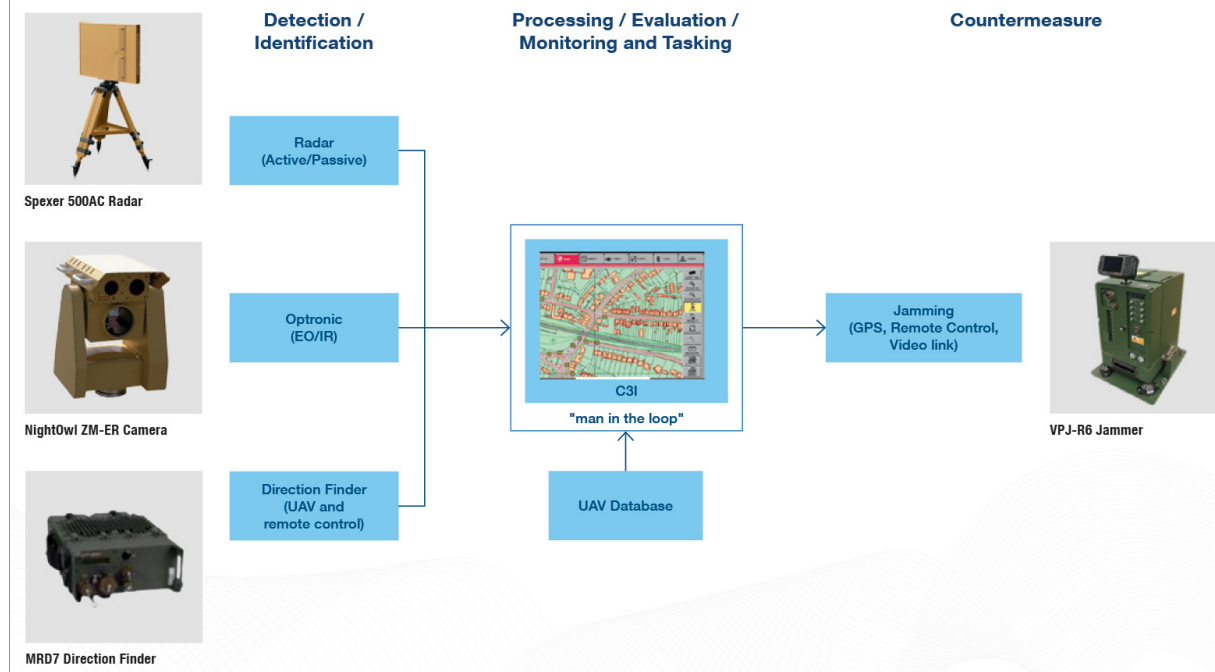 Detection /
Identification
Processing / Evaluation /
Monitoring and Tasking
Countermeasure
Spexer 500AC Radar
Radar
(Active/Passive)
NightOwl ZM-ER Camera
Optronic
(EO/IR)
C3I
"man in the loop"
Jamming
(GPS, Remote Control,
Video link)
VPJ-R6 Jammer
MRD7 Direction Finder
Direction Finder
(UAV and
remote control)
UAV Database